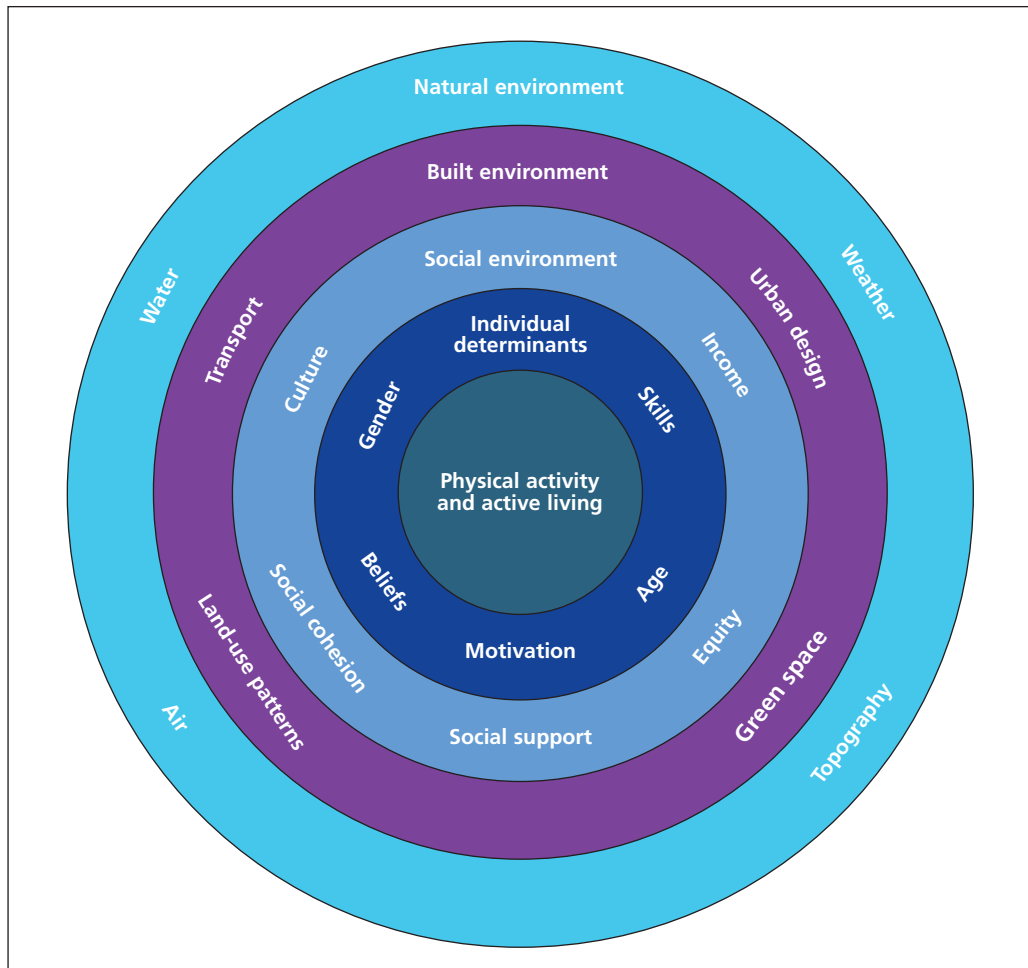 Natural environment
Water
Weather
Air
Topography
Built environment
Transport
Urban design
Land-use patterns
Green space
Social environment
Culture
Income
Social cohesion
Equity
Social support
Individual
determinants
Gender
Skills
Beliefs
Age
Motivation
Physical activity
and active living